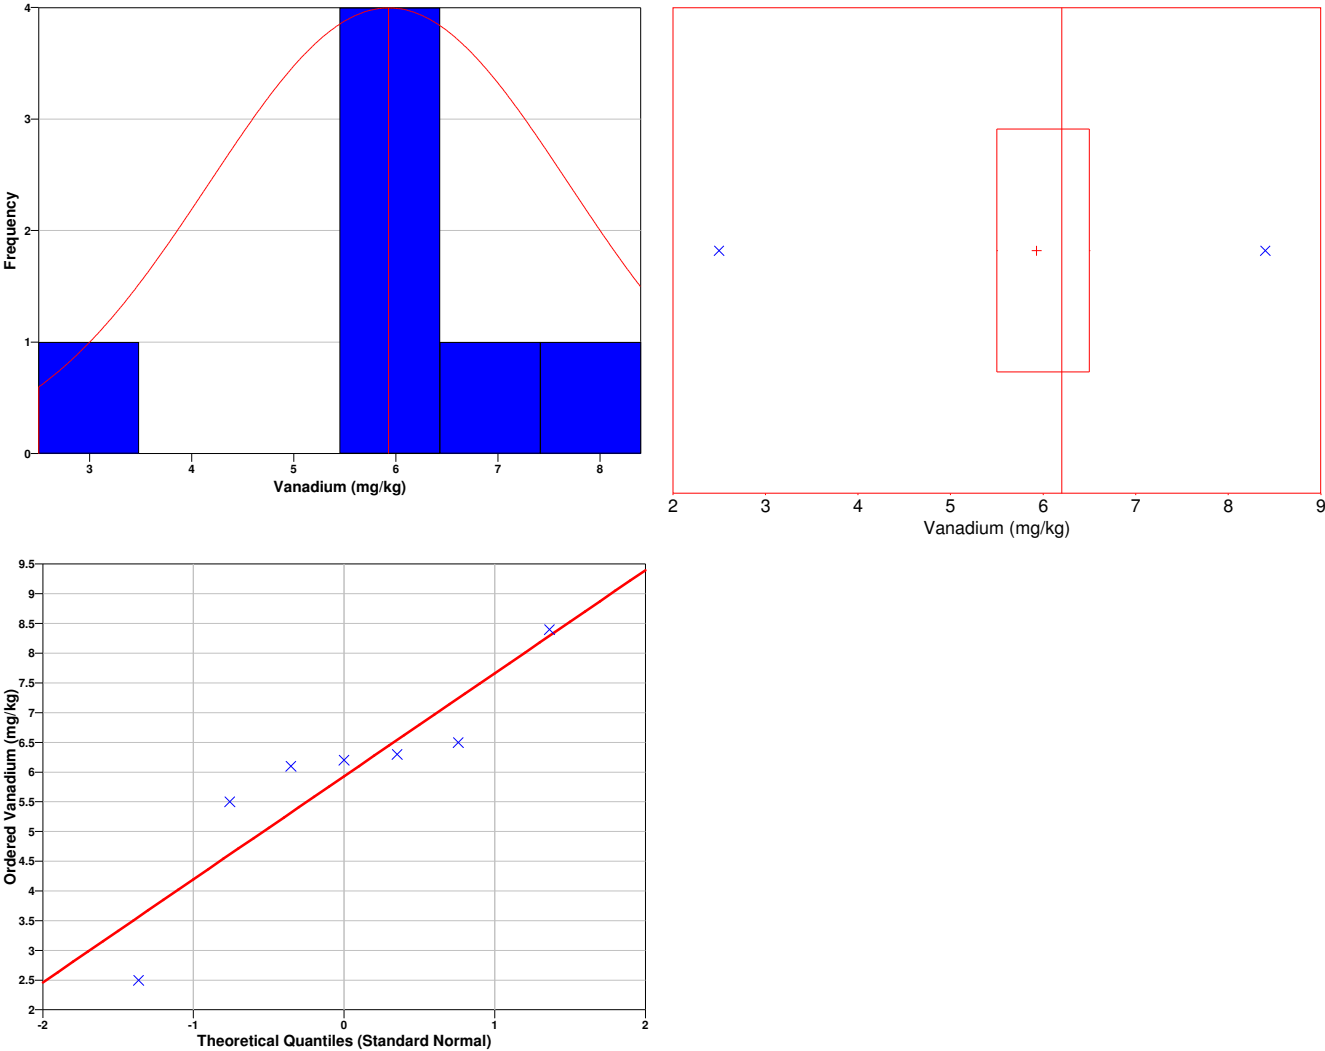 4
3
2
1
0
Frequency
3 4 5 6 7 8
Vanadium (mg/kg)
2 3 4 5 6 7 8 9
Vanadium (mg/kg)
9.5
9
8.5
8
7.5
7
6.5
6
5.5
5
4.5
4
3.5
3
2.5
2
Ordered Vanadium (mg/kg)
-2 -1 0 1 2
Theoretical Quantiles (Standard Normal)